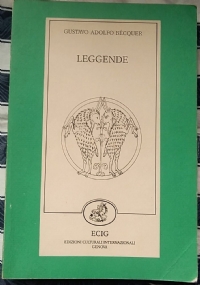 GUSTAVO ADOLFO BÉCQUER
LEGGENDE
ECIG
EDIZIONI CULTURALI INTERNAZIONALI
GENOVA